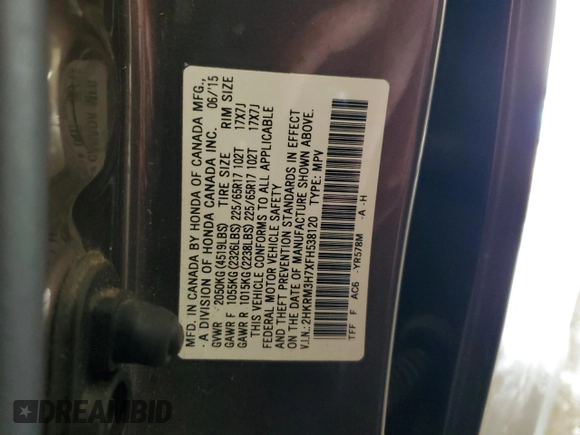 MFD. IN CANADA BY HONDA OF CANADA MFG.,
A DIVISION OF HONDA CANADA INC. 06/'15
GVWR 2050KG(4519LBS) TIRE SIZE RIM SIZE
GAWR F 1055KG(2326LBS) 225/65R17 102T 17X7J
GAWR R 1015KG(2238LBS) 225/65R17 102T 17X7J
THIS VEHICLE CONFORMS TO ALL APPLICABLE
FEDERAL MOTOR VEHICLE SAFETY
AND THEFT PREVENTION STANDARDS IN EFFECT
ON THE DATE OF MANUFACTURE SHOWN ABOVE.
V.I.N.:2HKRM3H7XFH538120 TYPE: MPV
TFF F AC6 -YR578M -A -H
DREAMBID